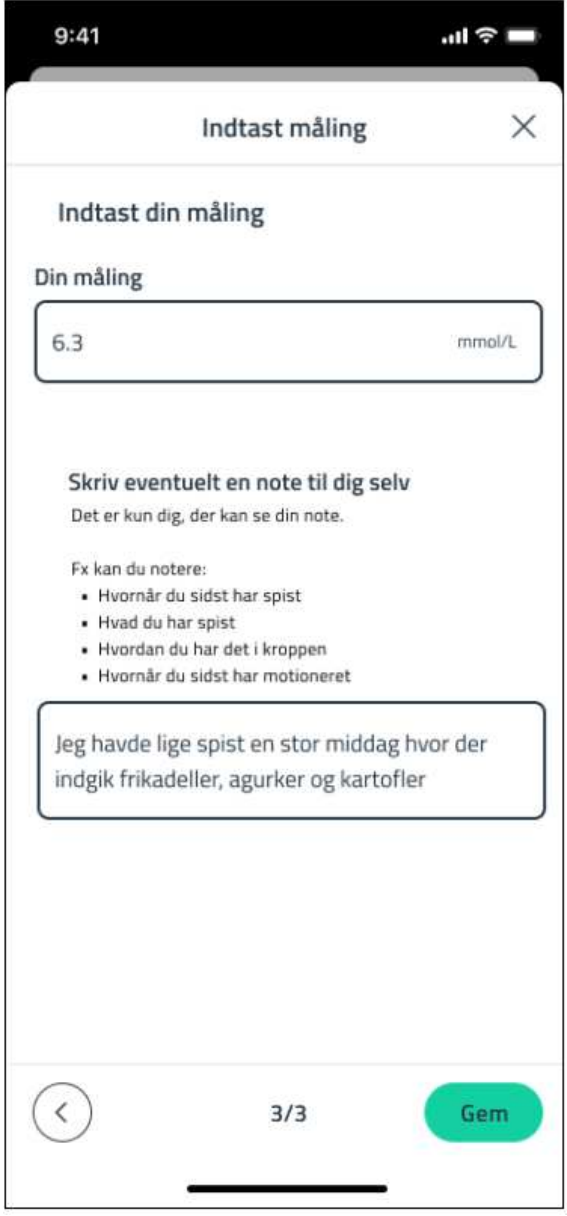 9:41
Indtast måling
Indtast din måling
Din måling
6.3 mmol/L
Skriv eventuelt en note til dig selv
Det er kun dig, der kan se din note.
Fx kan du notere:
• Hvornår du sidst har spist
• Hvad du har spist
• Hvordan du har det i kroppen
• Hvornår du sidst har motioneret
Jeg havde lige spist en stor middag hvor der
indgik frikadeller, agurker og kartofler
3/3
Gem